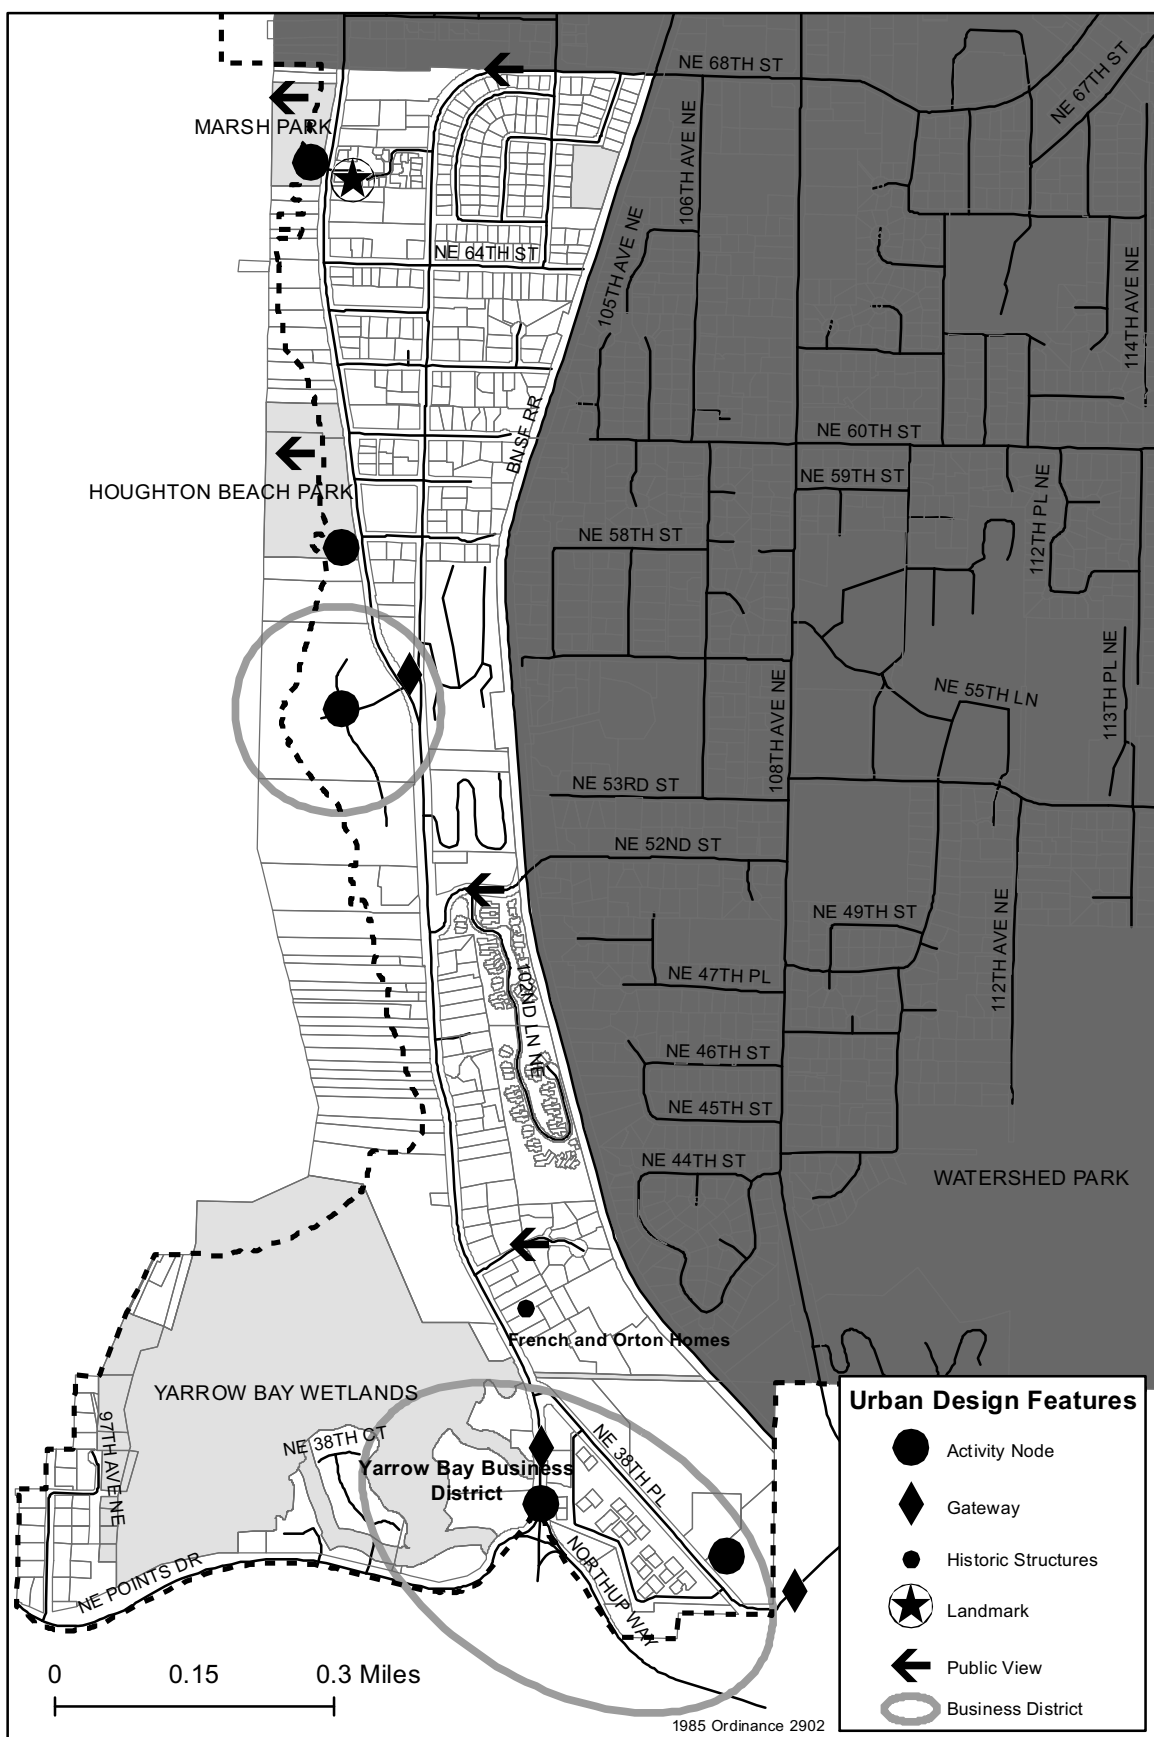 NE 68TH ST
NE 67TH ST
MARSH PARK
106TH AVE NE
105TH AVE NE
NE 64TH ST
114TH AVE NE
BNSF RR
NE 60TH ST
NE 59TH ST
HOUGHTON BEACH PARK
112TH PL NE
NE 58TH ST
113TH PL NE
NE 55TH LN
108TH AVE NE
NE 53RD ST
NE 52ND ST
NE 49TH ST
112TH AVE NE
102ND LN NE
NE 47TH PL
NE 46TH ST
NE 45TH ST
NE 44TH ST
WATERSHED PARK
French and Orton Homes
YARROW BAY WETLANDS
97TH AVE NE
NE 38TH CT
NE 38TH PL
Yarrow Bay Business
District
NORTHUP WAY
NE POINTS DR
Urban Design Features
Activity Node
Gateway
Historic Structures
Landmark
Public View
Business District
0 0.15 0.3 Miles
1985 Ordinance 2902